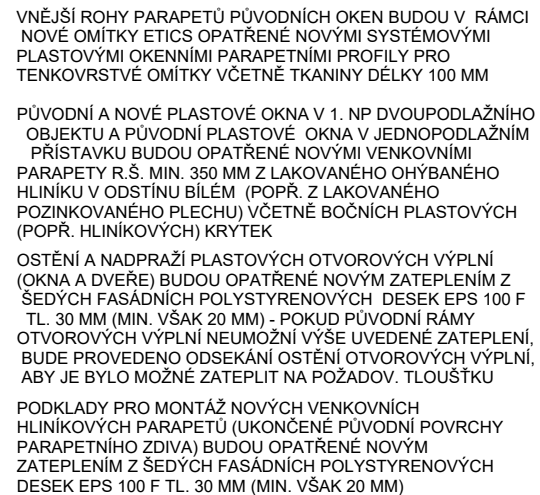 VNĚJŠÍ ROHY PARAPETŮ PŮVODNÍCH OKEN BUDOU V RÁMCI
NOVÉ OMÍTKY ETICS OPATŘENÉ NOVÝMI SYSTÉMOVÝMI
PLASTOVÝMI OKENNÍMI PARAPETNÍMI PROFILY PRO
TENKOVRSTVÉ OMÍTKY VČETNĚ TKANINY DÉLKY 100 MM
PŮVODNÍ A NOVÉ PLASTOVÉ OKNA V 1. NP DVOUPODLAŽNÍHO
OBJEKTU A PŮVODNÍ PLASTOVÉ OKNA V JEDNOPODLAŽNÍM
PŘÍSTAVKU BUDOU OPATŘENÉ NOVÝMI VENKOVNÍMI
PARAPETY R.Š. MIN. 350 MM Z LAKOVANÉHO OHÝBANÉHO
HLINÍKU V ODSTÍNU BÍLÉM (POPŘ. Z LAKOVANÉHO
POZINKOVANÉHO PLECHU) VČETNĚ BOČNÍCH PLASTOVÝCH
(POPŘ. HLINÍKOVÝCH) KRYTEK
OSTĚNÍ A NADPRAŽÍ PLASTOVÝCH OTVOROVÝCH VÝPLNÍ
(OKNA A DVEŘE) BUDOU OPATŘENÉ NOVÝM ZATEPLENÍM Z
ŠEDÝCH FASÁDNÍCH POLYSTYRENOVÝCH DESEK EPS 100 F
TL. 30 MM (MIN. VŠAK 20 MM) - POKUD PŮVODNÍ RÁMY
OTVOROVÝCH VÝPLNÍ NEUMOŽNÍ VÝŠE UVEDENÉ ZATEPLENÍ,
BUDE PROVEDENO ODSEKÁNÍ OSTĚNÍ OTVOROVÝCH VÝPLNÍ,
ABY JE BYLO MOŽNÉ ZATEPLIT NA POŽADOV. TLOUŠŤKU
PODKLADY PRO MONTÁŽ NOVÝCH VENKOVNÍCH
HLINÍKOVÝCH PARAPETŮ (UKONČENÉ PŮVODNÍ POVRCHY
PARAPETNÍHO ZDIVA) BUDOU OPATŘENÉ NOVÝM
ZATEPLENÍM Z ŠEDÝCH FASÁDNÍCH POLYSTYRENOVÝCH
DESEK EPS 100 F TL. 30 MM (MIN. VŠAK 20 MM)